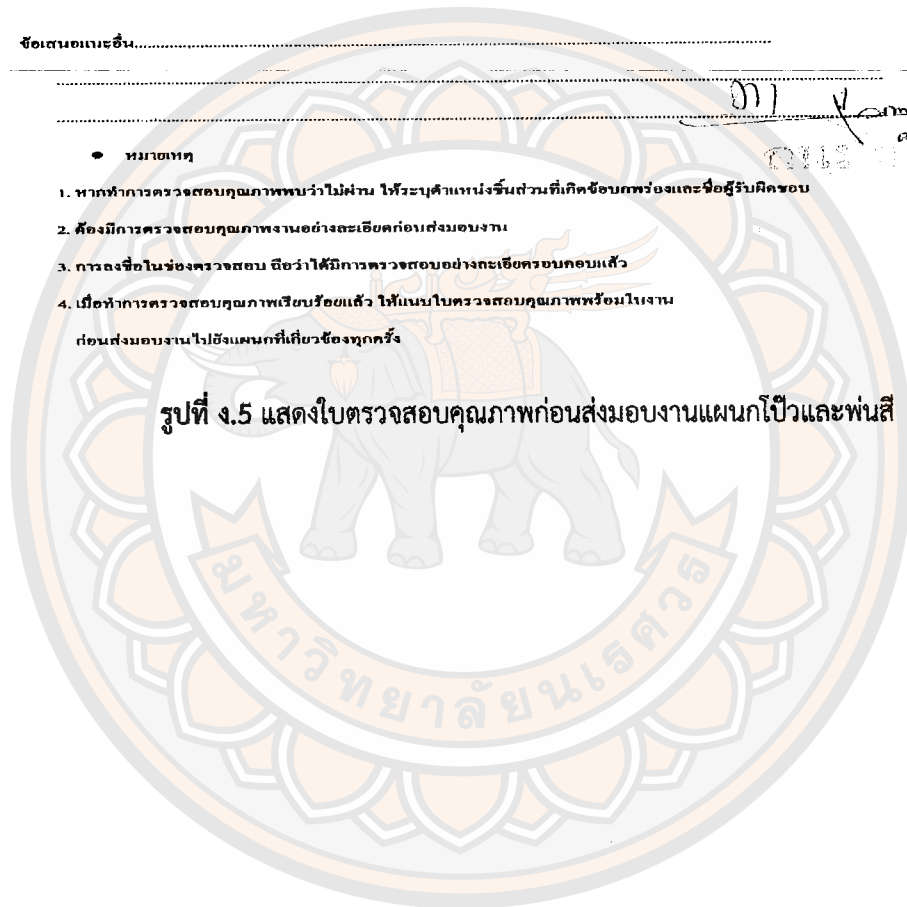 ข้อเสนอแนะอื่น
• หมายเหตุ
1. หากทำการตรวจสอบคุณภาพพบว่าไม่ผ่าน ให้ระบุตำแหน่งชิ้นส่วนที่เกิดข้อบกพร่องและชื่อผู้รับผิดชอบ
2. ต้องมีการตรวจสอบคุณภาพงานอย่างละเอียดก่อนส่งมอบงาน
3. การลงชื่อในช่องตรวจสอบ ถือว่าได้มีการตรวจสอบอย่างละเอียดรอบคอบแล้ว
4. เมื่อทำการตรวจสอบคุณภาพเรียบร้อยแล้ว ให้แนบใบตรวจสอบคุณภาพพร้อมใบงาน
ก่อนส่งมอบงานไปยังแผนกที่เกี่ยวข้องทุกครั้ง
รูปที่ ง.5 แสดงใบตรวจสอบคุณภาพก่อนส่งมอบงานแผนกโป๊วและพ่นสี
มหาวิทยาลัยนเรศวร